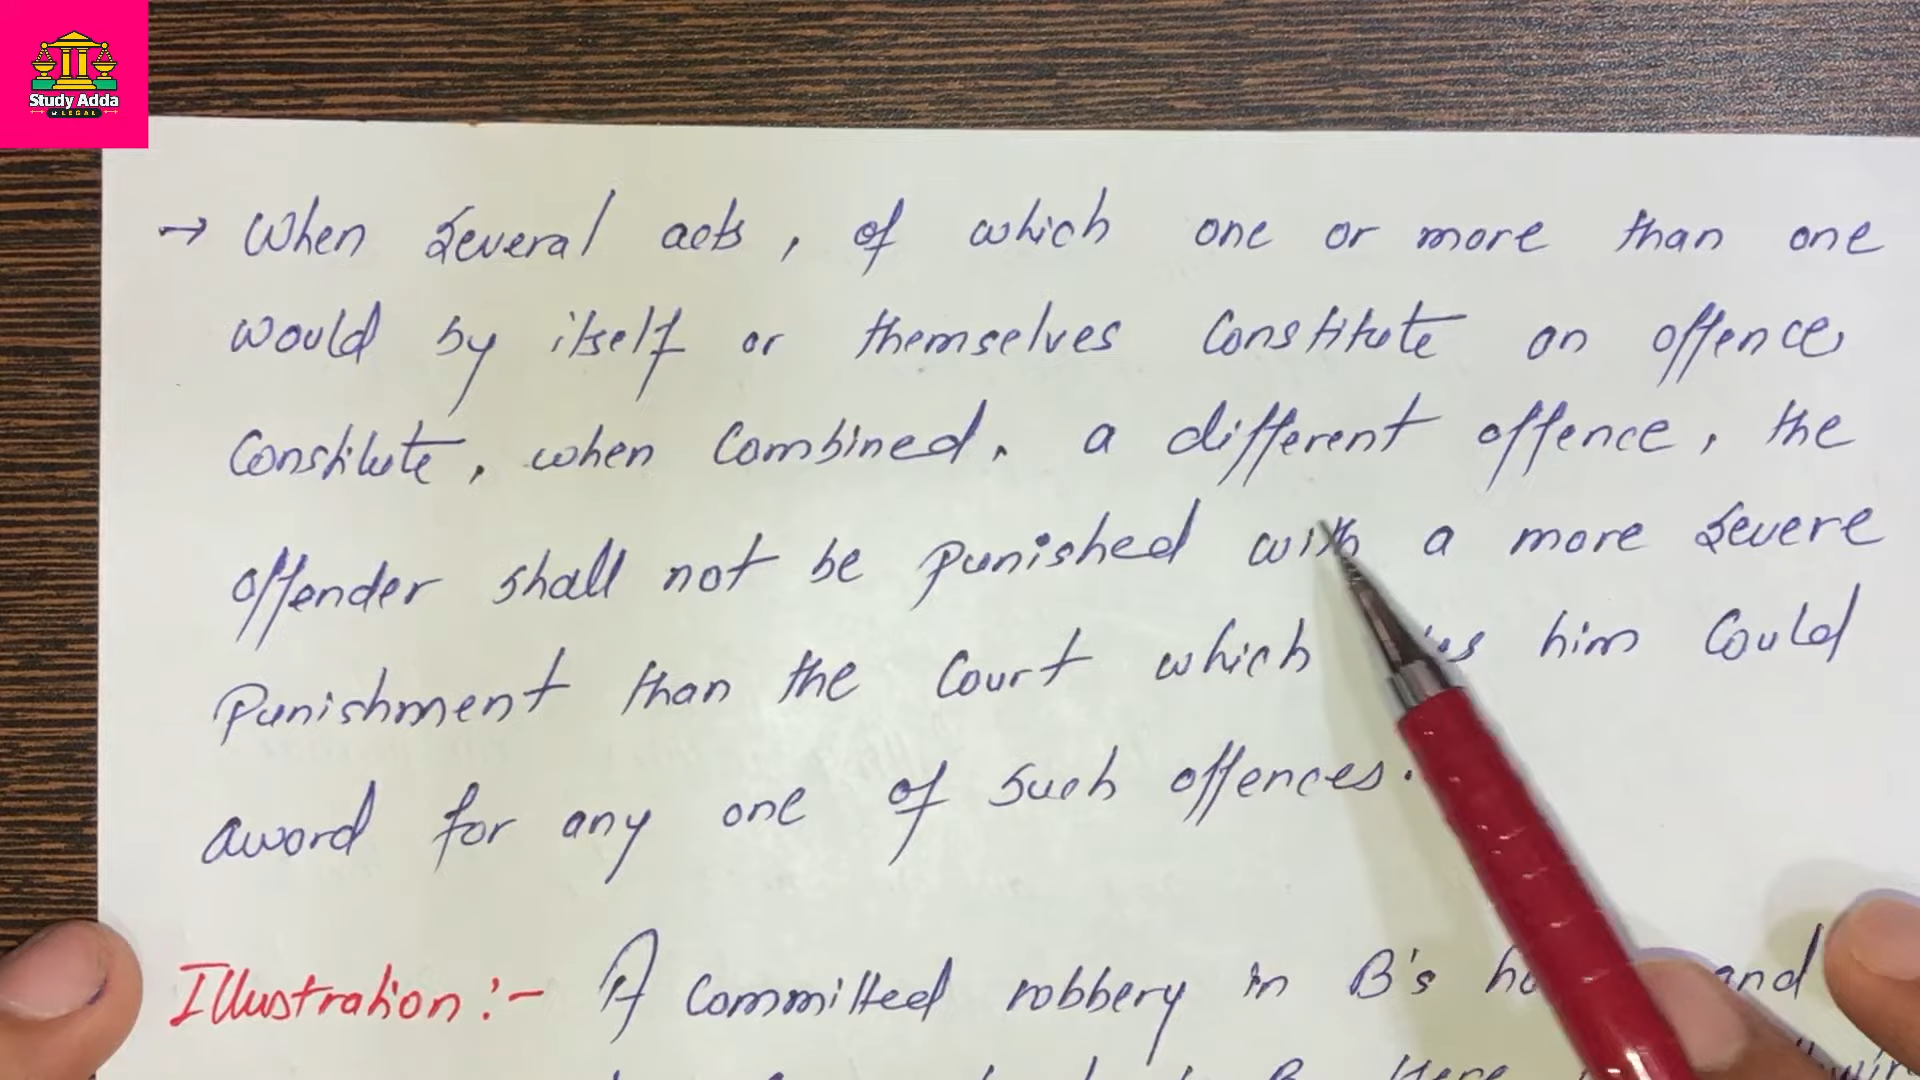 Study Adda
LEGAL
→ When several acts, of which one or more than one
would by itself or themselves constitute an offence,
constitute, when combined, a different offence, the
offender shall not be punished with a more severe
punishment than the court which him could
award for any one of such offences.
Illustration :- A committed robbery in B's and
B. Here